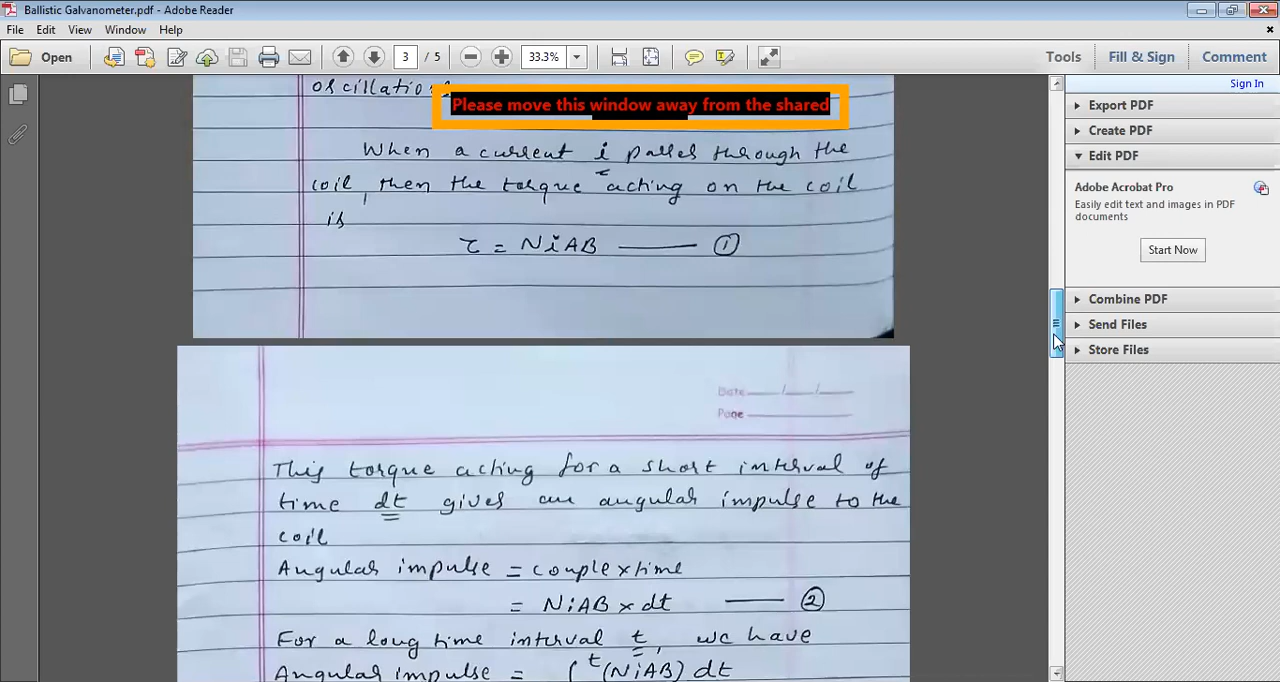 Ballistic Galvanometer.pdf - Adobe Reader
File Edit View Window Help
Open 3 / 5 33.3% Tools Fill & Sign Comment
Sign In
Export PDF
Create PDF
Edit PDF
Adobe Acrobat Pro
Easily edit text and images in PDF
documents
Start Now
Combine PDF
Send Files
Store Files
oscillations
Please move this window away from the shared
When a current i passes through the
coil, then the torque acting on the coil
is
τ = NiAB —— ①
Date ___/___/___
Page
This torque acting for a short interval of
time dt gives an angular impulse to the
coil
Angular impulse = couple x time
= NiAB x dt —— ②
For a long time interval t, we have
Angular impulse = ∫ᵗ (NiAB) dt